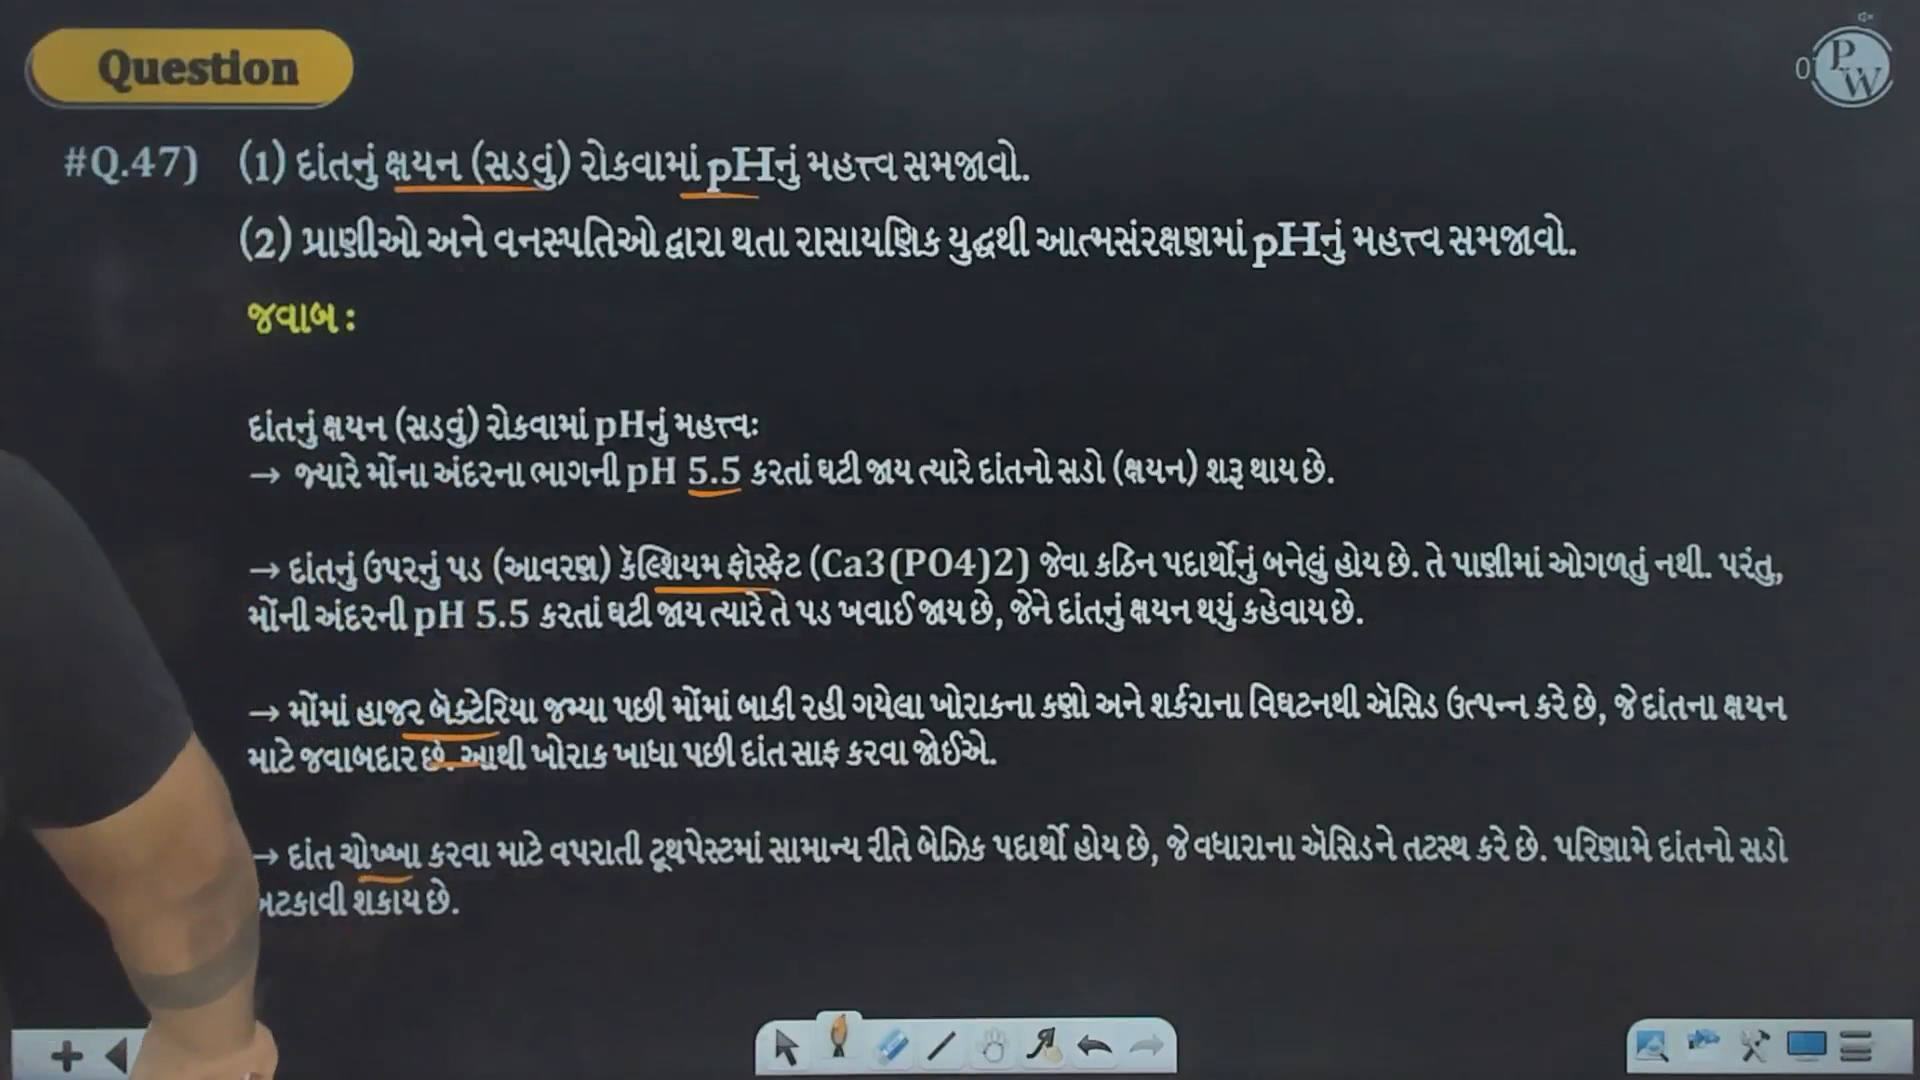 Question
#Q.47) (1) દાંતનું ક્ષયન (સડવું) રોકવામાં pHનું મહત્ત્વ સમજાવો.
(2) પ્રાણીઓ અને વનસ્પતિઓ દ્વારા થતા રાસાયણિક યુદ્ધથી આત્મસંરક્ષણમાં pHનું મહત્ત્વ સમજાવો.
જવાબ :
દાંતનું ક્ષયન (સડવું) રોકવામાં pHનું મહત્ત્વઃ
→ જ્યારે મોંના અંદરના ભાગની pH 5.5 કરતાં ઘટી જાય ત્યારે દાંતનો સડો (ક્ષયન) શરૂ થાય છે.
→ દાંતનું ઉપરનું પડ (આવરણ) કૅલ્શિયમ ફૉસ્ફેટ (Ca3(PO4)2) જેવા કઠિન પદાર્થોનું બનેલું હોય છે. તે પાણીમાં ઓગળતું નથી. પરંતુ,
મોંની અંદરની pH 5.5 કરતાં ઘટી જાય ત્યારે તે પડ ખવાઈ જાય છે, જેને દાંતનું ક્ષયન થયું કહેવાય છે.
→ મોંમાં હાજર બૅક્ટેરિયા જમ્યા પછી મોંમાં બાકી રહી ગયેલા ખોરાકના કણો અને શર્કરાના વિઘટનથી ઍસિડ ઉત્પન્ન કરે છે, જે દાંતના ક્ષયન
માટે જવાબદાર છે. આથી ખોરાક ખાધા પછી દાંત સાફ કરવા જોઈએ.
→ દાંત ચોખ્ખા કરવા માટે વપરાતી ટૂથપેસ્ટમાં સામાન્ય રીતે બેઝિક પદાર્થો હોય છે, જે વધારાના ઍસિડને તટસ્થ કરે છે. પરિણામે દાંતનો સડો
અટકાવી શકાય છે.
PW